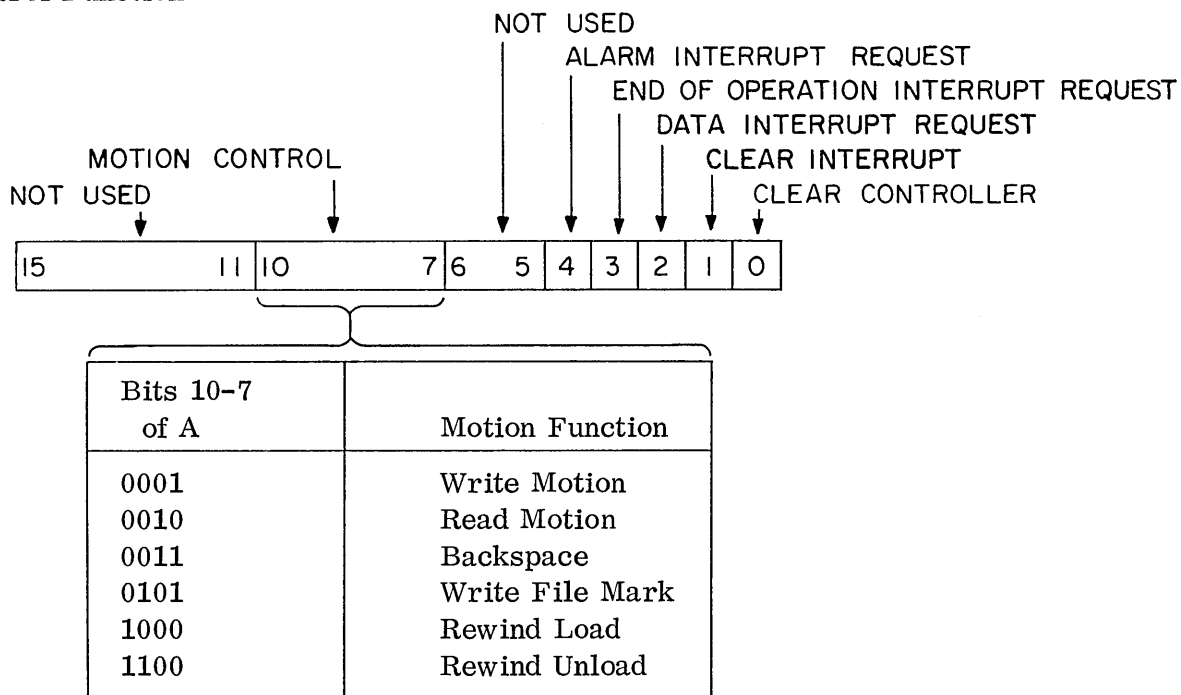 NOT USED
ALARM INTERRUPT REQUEST
END OF OPERATION INTERRUPT REQUEST
DATA INTERRUPT REQUEST
MOTION CONTROL
CLEAR INTERRUPT
NOT USED
CLEAR CONTROLLER
15 11 10 7 6 5 4 3 2 1 0
Bits 10-7
of A
Motion Function
0001 Write Motion
0010 Read Motion
0011 Backspace
0101 Write File Mark
1000 Rewind Load
1100 Rewind Unload